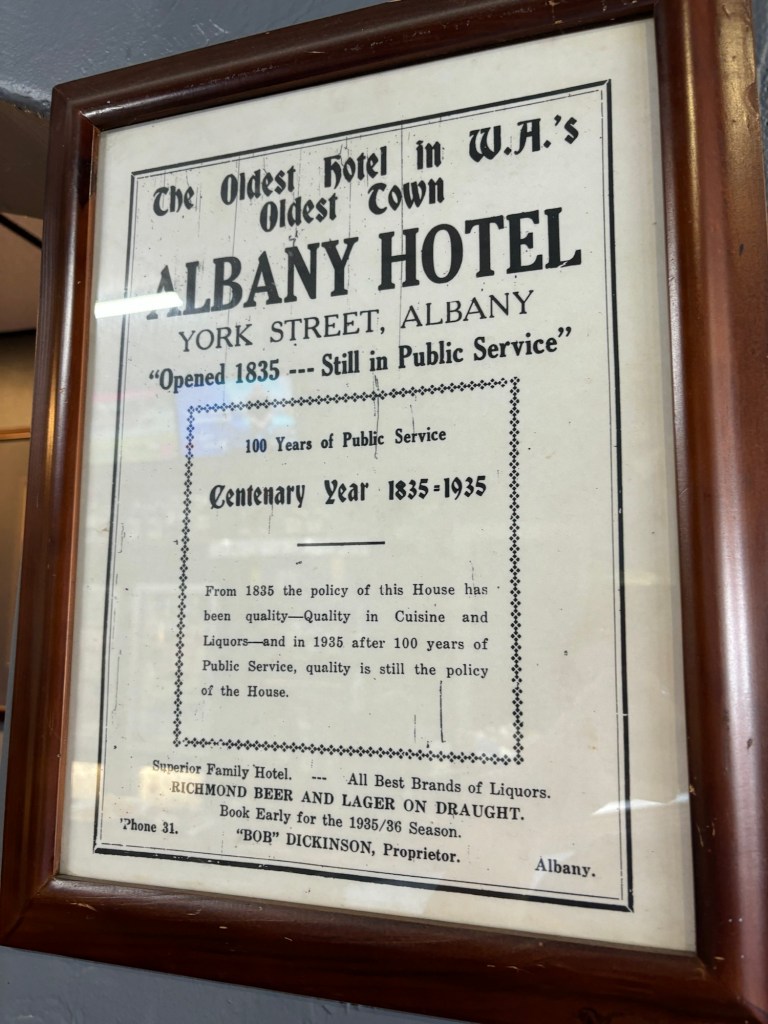 The Oldest Hotel in W.A.'s
Oldest Town
ALBANY HOTEL
YORK STREET, ALBANY
"Opened 1835 --- Still in Public Service"
100 Years of Public Service
Centenary Year 1835=1935
From 1835 the policy of this House has
been quality—Quality in Cuisine and
Liquors—and in 1935 after 100 years of
Public Service, quality is still the policy
of the House.
Superior Family Hotel. --- All Best Brands of Liquors.
RICHMOND BEER AND LAGER ON DRAUGHT.
Book Early for the 1935/36 Season.
'Phone 31. "BOB" DICKINSON, Proprietor. Albany.